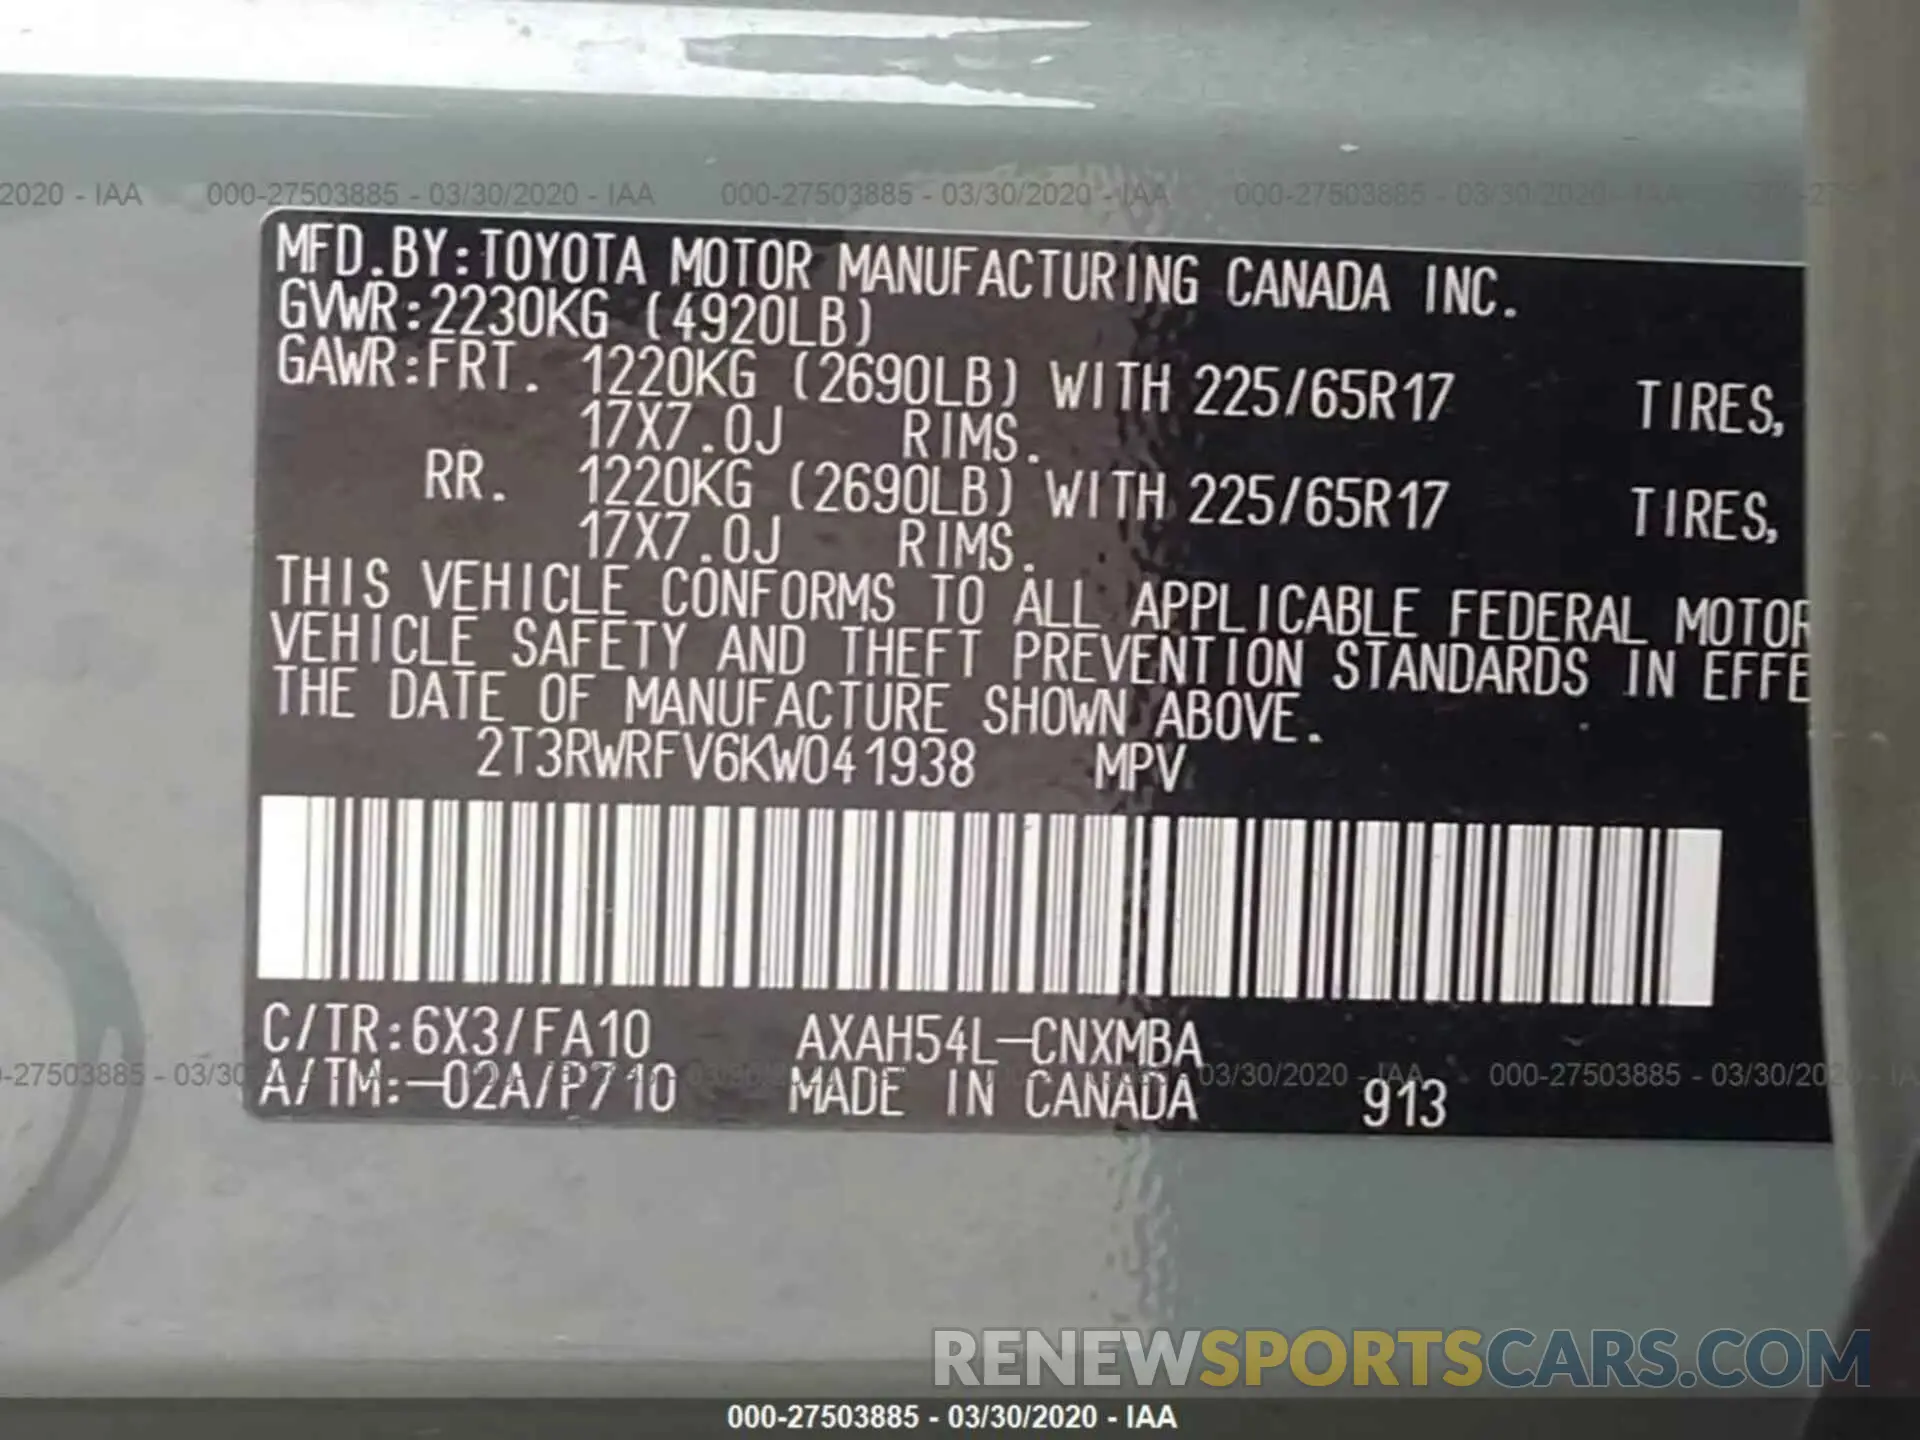 2020 - IAA 000-27503885 - 03/30/2020 - IAA 000-27503885 - 03/30/2020 - IAA 000-27503885 - 03/30/2020 - IAA
MFD.BY:TOYOTA MOTOR MANUFACTURING CANADA INC.
GVWR:2230KG (4920LB)
GAWR:FRT. 1220KG (2690LB) WITH 225/65R17 TIRES,
17X7.0J RIMS.
RR. 1220KG (2690LB) WITH 225/65R17 TIRES,
17X7.0J RIMS.
THIS VEHICLE CONFORMS TO ALL APPLICABLE FEDERAL MOTOR
VEHICLE SAFETY AND THEFT PREVENTION STANDARDS IN EFFE
THE DATE OF MANUFACTURE SHOWN ABOVE.
2T3RWRFV6KW041938 MPV
C/TR:6X3/FA10 AXAH54L-CNXMBA
-27503885 - 03/30/2020 - IAA 000-27503885 - 03/30/2020 - IAA
A/TM:-02A/P710 MADE IN CANADA 913
RENEWSPORTSCARS.COM
000-27503885 - 03/30/2020 - IAA